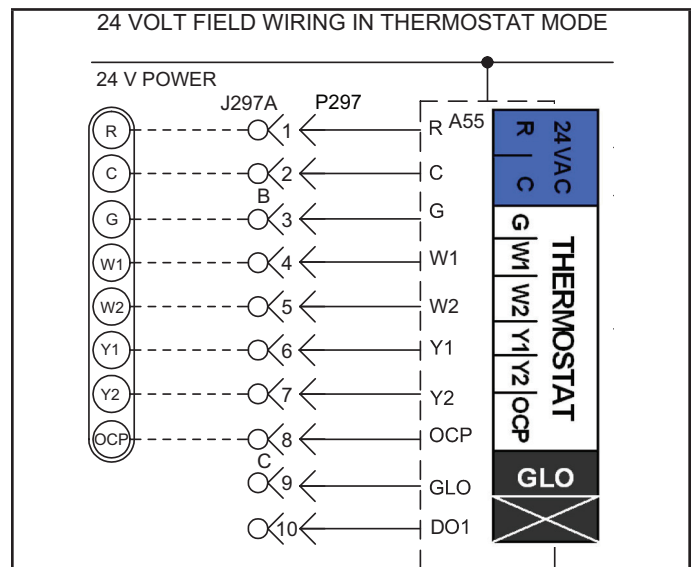 24 VOLT FIELD WIRING IN THERMOSTAT MODE
24 V POWER
J297A P297
R 1 R A55
C 2 C
B
G 3 G
W1 4 W1
W2 5 W2
Y1 6 Y1
Y2 7 Y2
OCP 8 OCP
C
9 GLO
10 DO1
24 VAC
R C
THERMOSTAT
G W1 W2 Y1 Y2 OCP
GLO